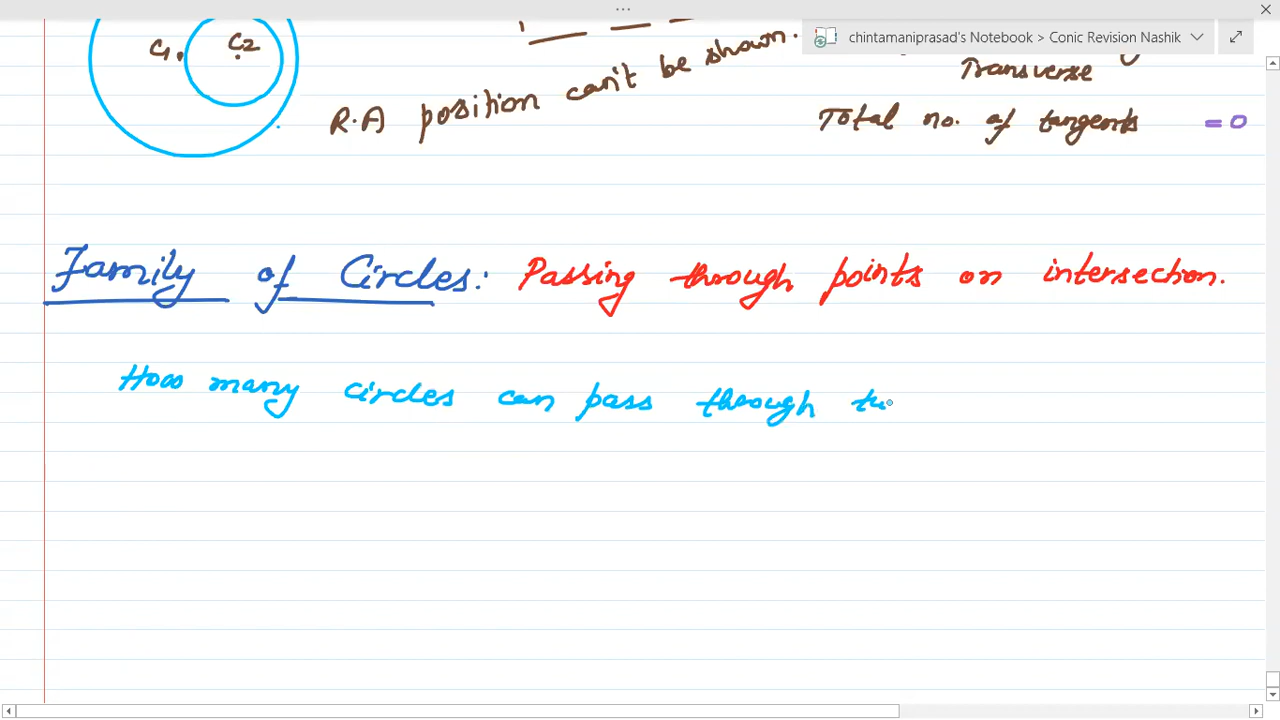 chintamaniprasad's Notebook > Conic Revision Nashik
C1 C2
R.A position can't be shown.
Transverse
Total no. of tangents = 0
Family of Circles: Passing through points on intersection.
How many circles can pass through tw